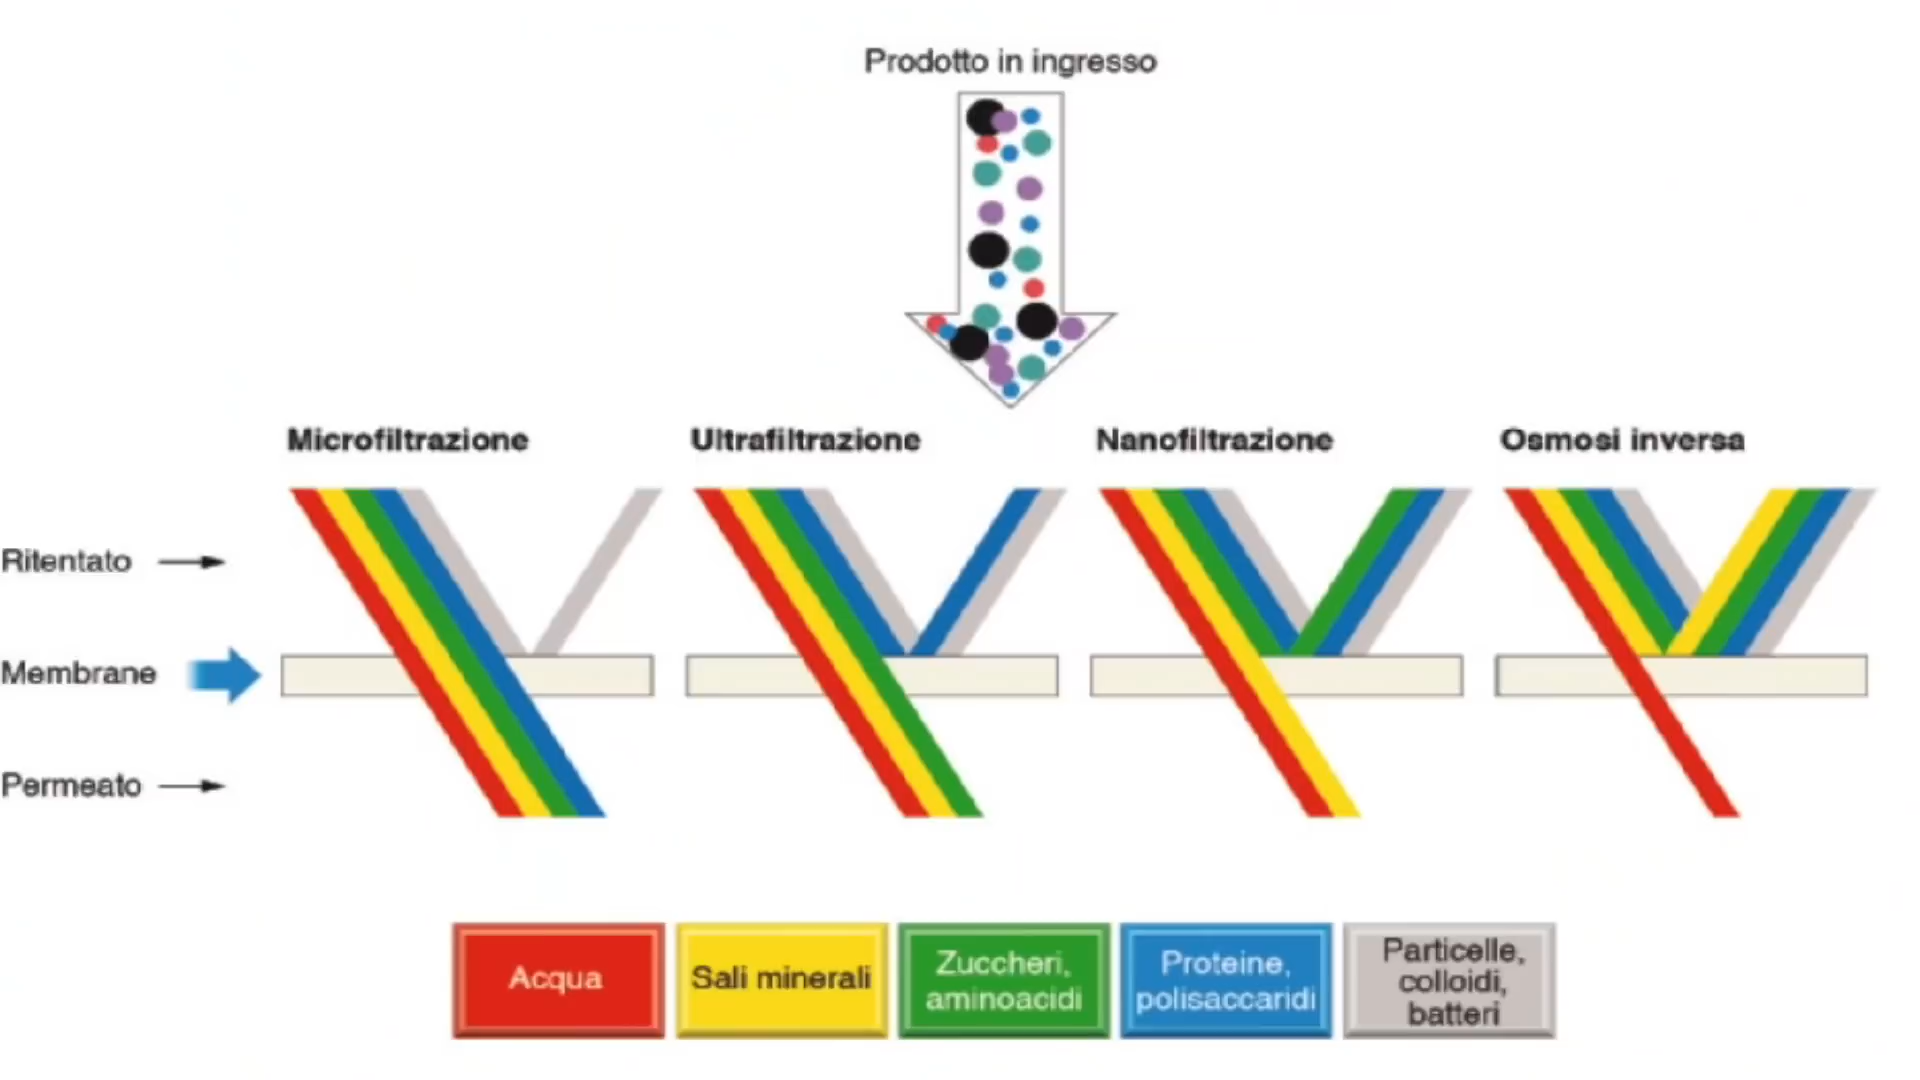 Prodotto in ingresso
Microfiltrazione
Ultrafiltrazione
Nanofiltrazione
Osmosi inversa
Ritentato
Membrane
Permeato
Acqua
Sali minerali
Zuccheri,
aminoacidi
Proteine,
polisaccaridi
Particelle,
colloidi,
batteri